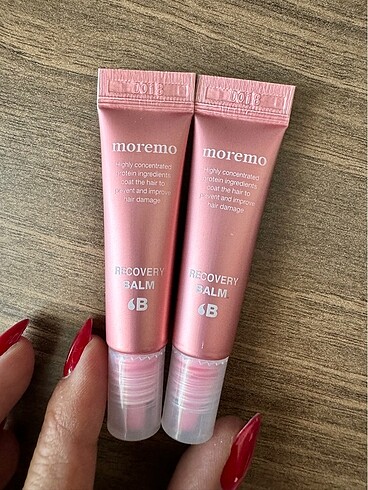 moremo
Highly concentrated
protein ingredients
coat the hair to
prevent and improve
hair damage
RECOVERY
BALM
B
moremo
Highly concentrated
protein ingredients
coat the hair to
prevent and improve
hair damage
RECOVERY
BALM
B